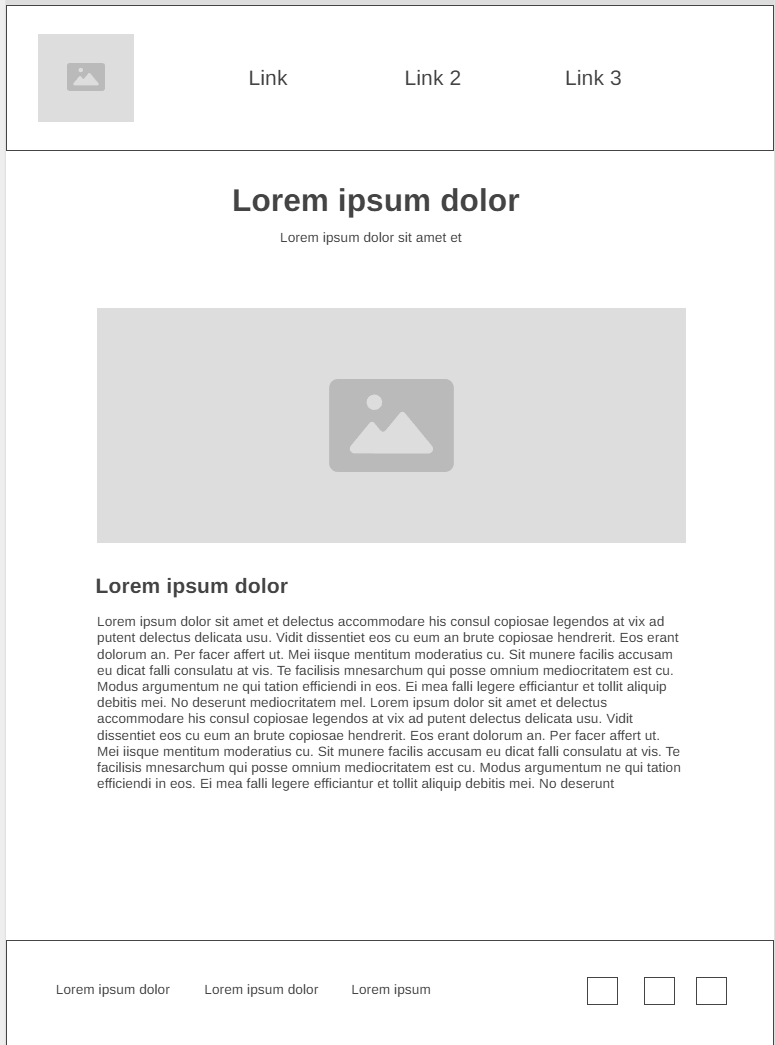 Link Link 2 Link 3
Lorem ipsum dolor
Lorem ipsum dolor sit amet et
Lorem ipsum dolor
Lorem ipsum dolor sit amet et delectus accommodare his consul copiosae legendos at vix ad
putent delectus delicata usu. Vidit dissentiet eos cu eum an brute copiosae hendrerit. Eos erant
dolorum an. Per facer affert ut. Mei iisque mentitum moderatius cu. Sit munere facilis accusam
eu dicat falli consulatu at vis. Te facilisis mnesarchum qui posse omnium mediocritatem est cu.
Modus argumentum ne qui tation efficiendi in eos. Ei mea falli legere efficiantur et tollit aliquip
debitis mei. No deserunt mediocritatem mel. Lorem ipsum dolor sit amet et delectus
accommodare his consul copiosae legendos at vix ad putent delectus delicata usu. Vidit
dissentiet eos cu eum an brute copiosae hendrerit. Eos erant dolorum an. Per facer affert ut.
Mei iisque mentitum moderatius cu. Sit munere facilis accusam eu dicat falli consulatu at vis. Te
facilisis mnesarchum qui posse omnium mediocritatem est cu. Modus argumentum ne qui tation
efficiendi in eos. Ei mea falli legere efficiantur et tollit aliquip debitis mei. No deserunt
Lorem ipsum dolor Lorem ipsum dolor Lorem ipsum